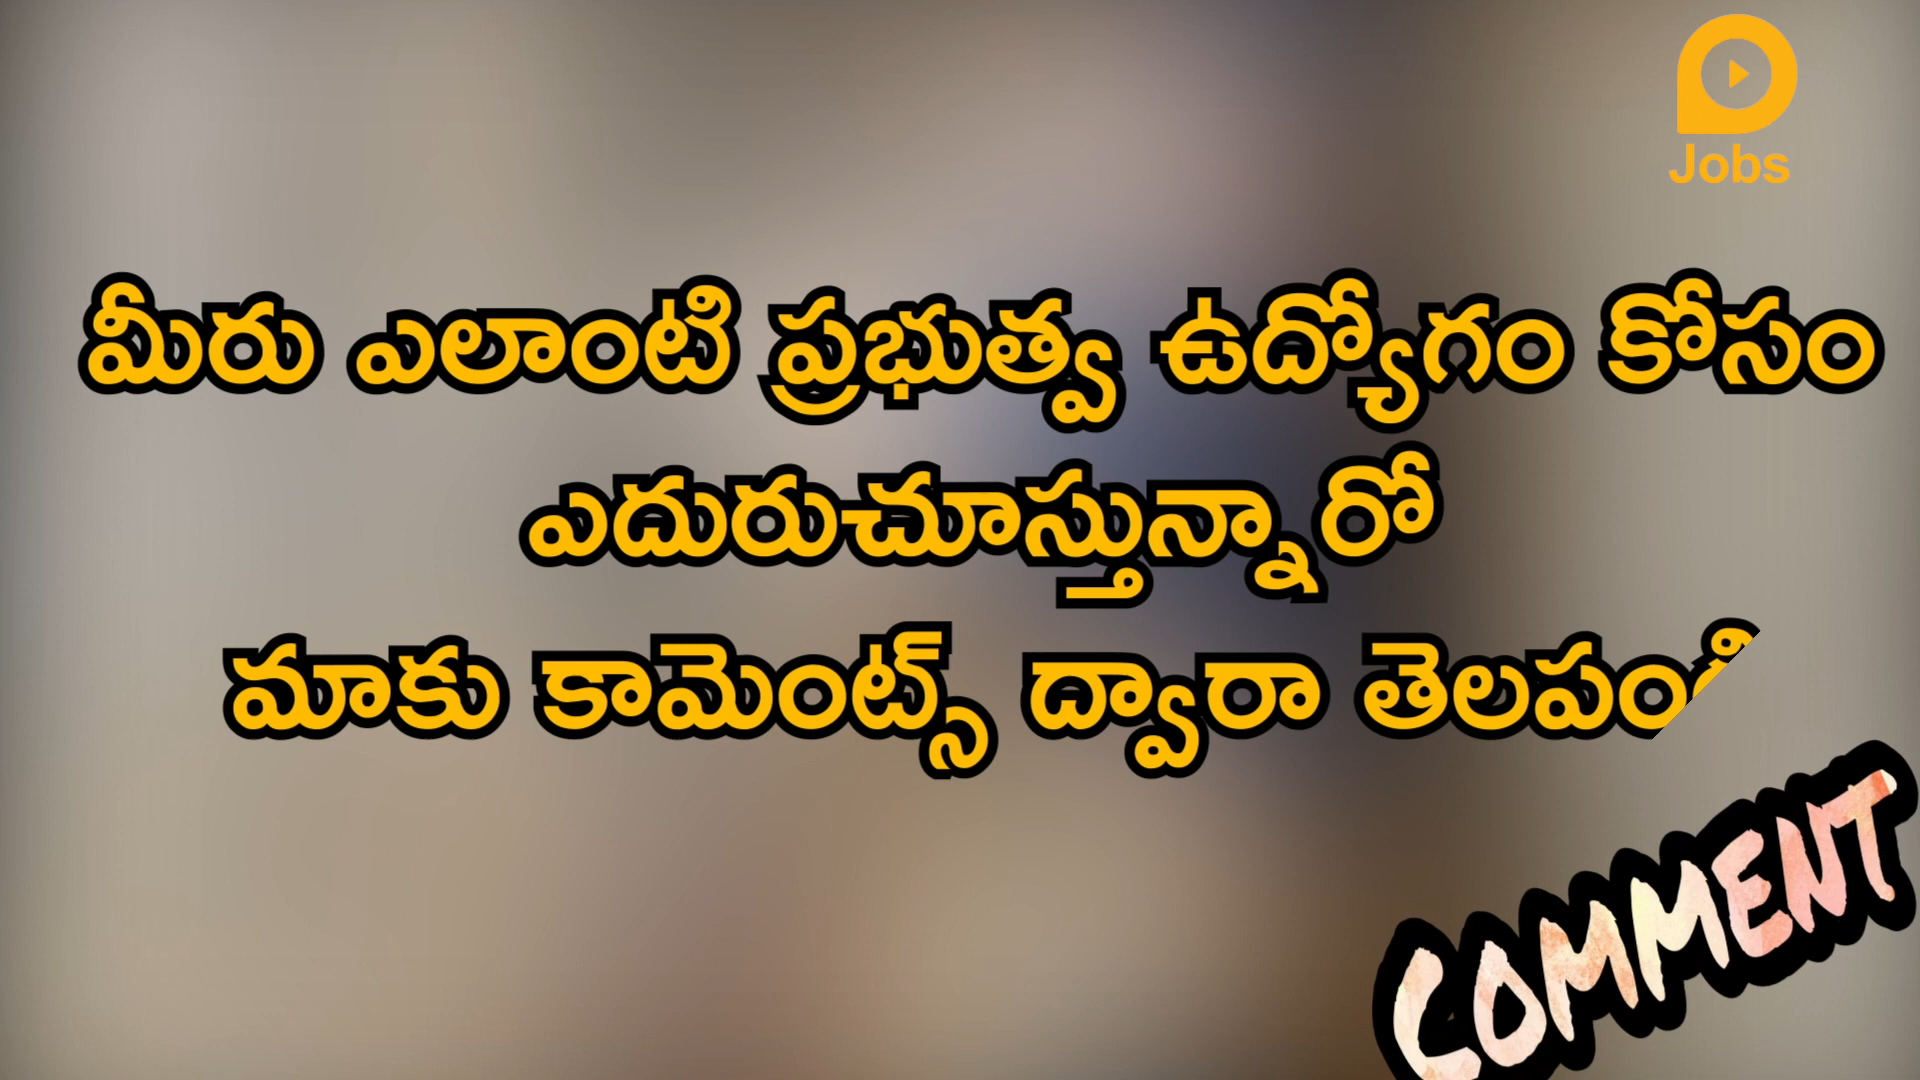 Jobs
మీరు ఎలాంటి ప్రభుత్వ ఉద్యోగం కోసం
ఎదురుచూస్తున్నారో
మాకు కామెంట్స్ ద్వారా తెలపండి
COMMENT